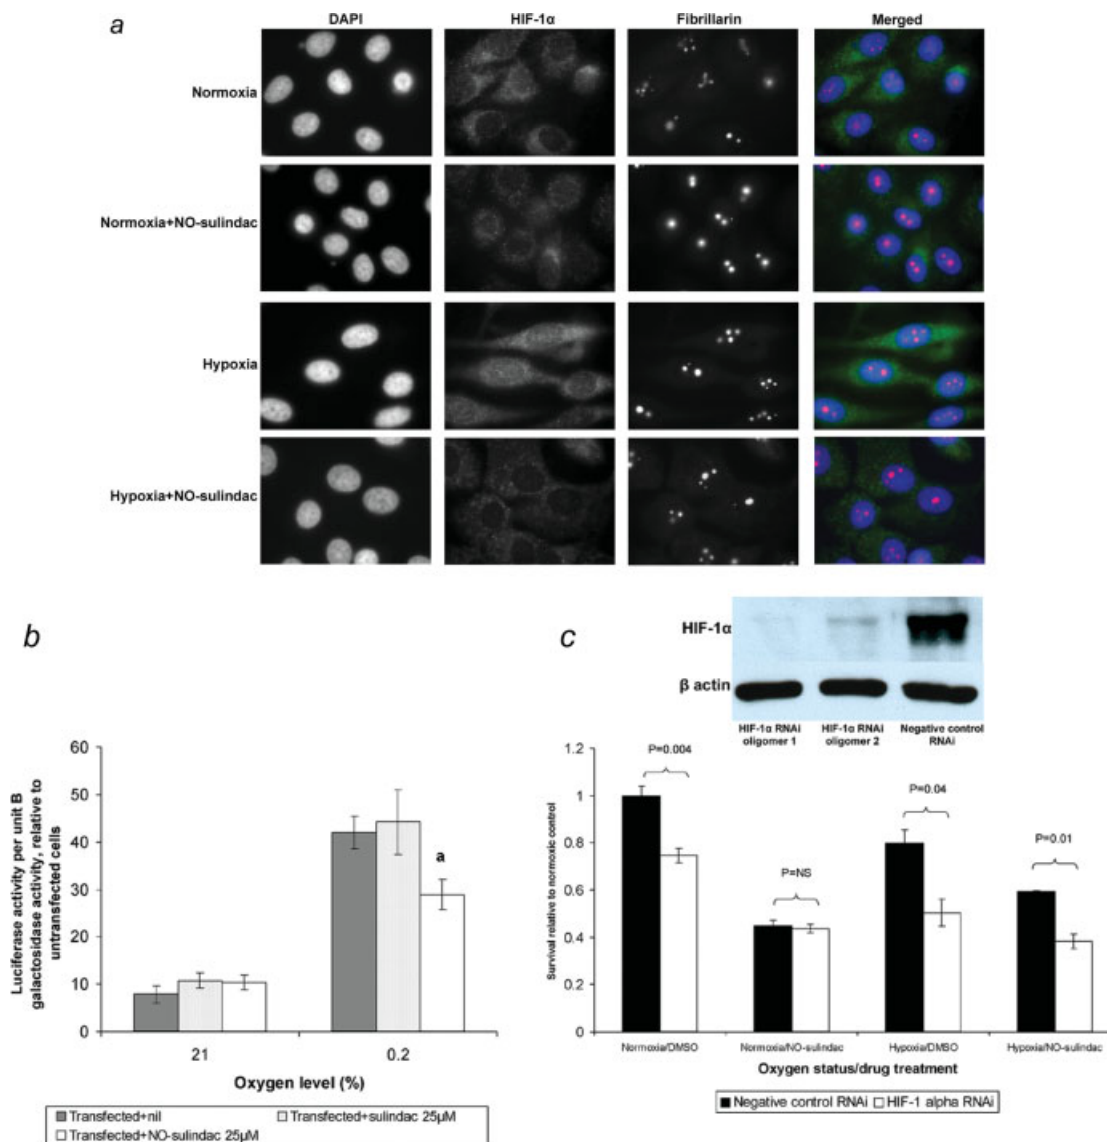 a
DAPI HIF-1α Fibrillarin Merged
Normoxia
Normoxia+NO-sulindac
Hypoxia
Hypoxia+NO-sulindac
b
Luciferase activity per unit B
galactosidase activity, relative to
untransfected cells
60
50
40
30
20
10
0
a
21 0.2
Oxygen level (%)
Transfected+nil Transfected+sulindac 25µM
Transfected+NO-sulindac 25µM
c
HIF-1α
β actin
HIF-1α RNAi
oligomer 1
HIF-1α RNAi
oligomer 2
Negative control
RNAi
Survival relative to normoxic control
1.2
1
0.8
0.6
0.4
0.2
0
P=0.004
P=NS
P=0.04
P=0.01
Normoxia/DMSO Normoxia/NO-sulindac Hypoxia/DMSO Hypoxia/NO-sulindac
Oxygen status/drug treatment
Negative control RNAi HIF-1 alpha RNAi